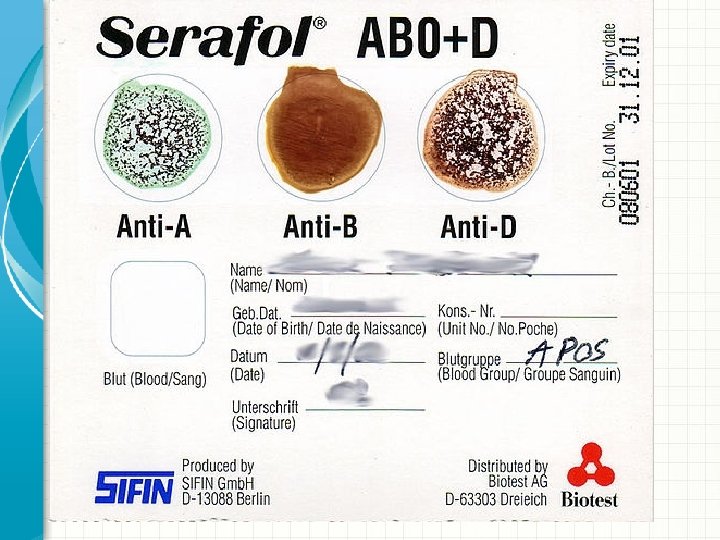 Serafol® ABO+D
Anti-A
Anti-B
Anti-D
Ch.- B./Lot No. Expiry date
080601 31.12.01
Name
(Name/ Nom)
Geb.Dat.
(Date of Birth/ Date de Naissance)
Kons.- Nr.
(Unit No./ No.Poche)
Datum
(Date)
Blutgruppe A POS
(Blood Group/ Groupe Sanguin)
Blut (Blood/Sang)
Unterschrift
(Signature)
SIFIN
Produced by
SIFIN GmbH
D-13088 Berlin
Distributed by
Biotest AG
D-63303 Dreieich
Biotest